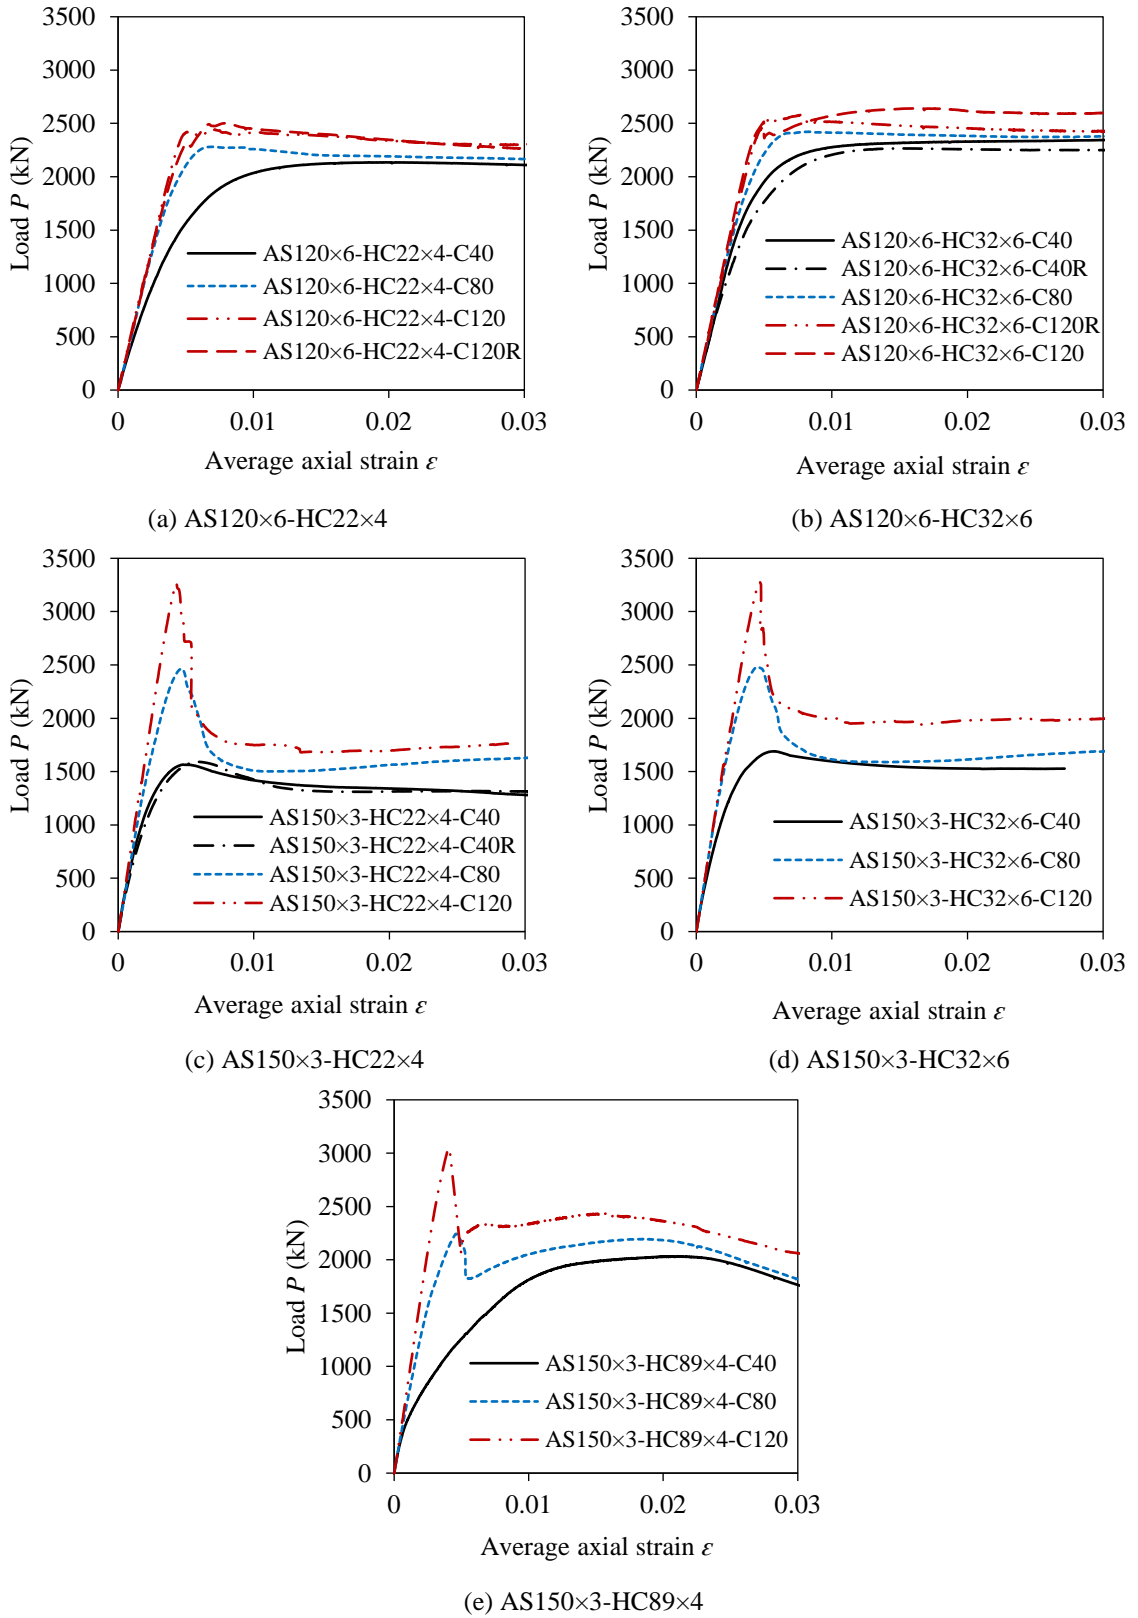 3500
3000
2500
2000
1500
1000
500
0
Load P (kN)
AS120×6-HC22×4-C40
AS120×6-HC22×4-C80
AS120×6-HC22×4-C120
AS120×6-HC22×4-C120R
0 0.01 0.02 0.03
Average axial strain ε
(a) AS120×6-HC22×4
3500
3000
2500
2000
1500
1000
500
0
Load P (kN)
AS120×6-HC32×6-C40
AS120×6-HC32×6-C40R
AS120×6-HC32×6-C80
AS120×6-HC32×6-C120R
AS120×6-HC32×6-C120
0 0.01 0.02 0.03
Average axial strain ε
(b) AS120×6-HC32×6
3500
3000
2500
2000
1500
1000
500
0
Load P (kN)
AS150×3-HC22×4-C40
AS150×3-HC22×4-C40R
AS150×3-HC22×4-C80
AS150×3-HC22×4-C120
0 0.01 0.02 0.03
Average axial strain ε
(c) AS150×3-HC22×4
3500
3000
2500
2000
1500
1000
500
0
Load P (kN)
AS150×3-HC32×6-C40
AS150×3-HC32×6-C80
AS150×3-HC32×6-C120
0 0.01 0.02 0.03
Average axial strain ε
(d) AS150×3-HC32×6
3500
3000
2500
2000
1500
1000
500
0
Load P (kN)
AS150×3-HC89×4-C40
AS150×3-HC89×4-C80
AS150×3-HC89×4-C120
0 0.01 0.02 0.03
Average axial strain ε
(e) AS150×3-HC89×4